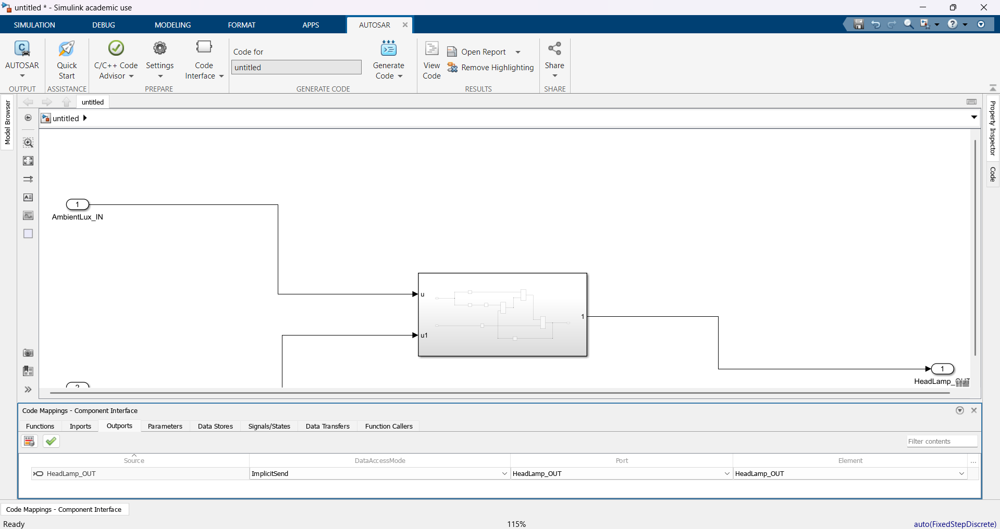 untitled * - Simulink academic use
SIMULATION DEBUG MODELING FORMAT APPS AUTOSAR
AUTOSAR
Quick Start
C/C++ Code Advisor
Settings
Code Interface
Code for
untitled
Generate Code
View Code
Open Report
Remove Highlighting
Share
OUTPUT ASSISTANCE PREPARE GENERATE CODE RESULTS SHARE
Model Browser
untitled
untitled
Property Inspector
Code
1
AmbientLux_IN
u
1
u1
2
1
HeadLamp_OUT
Code Mappings - Component Interface
Functions Inports Outports Parameters Data Stores Signals/States Data Transfers Function Callers
Filter contents
Source DataAccessMode Port Element ...
HeadLamp_OUT ImplicitSend HeadLamp_OUT HeadLamp_OUT
Code Mappings - Component Interface
Ready 115% auto(FixedStepDiscrete)